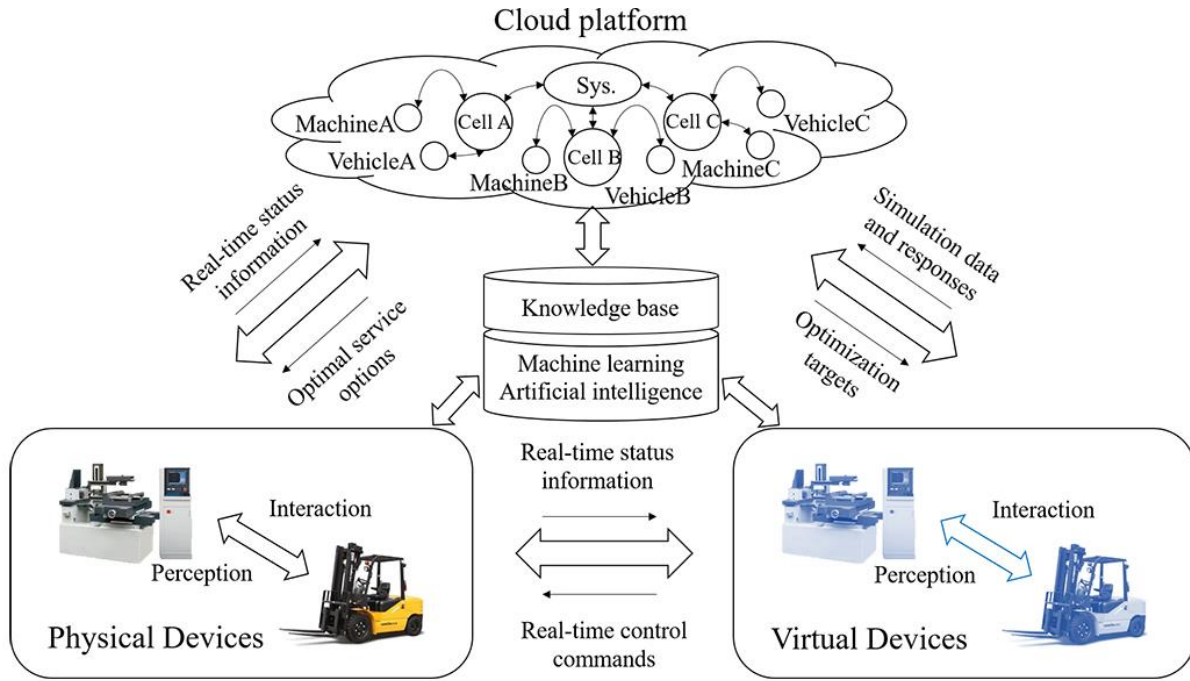 Cloud platform
Sys.
MachineA
Cell A
Cell C
VehicleC
VehicleA
Cell B
MachineB
MachineC
VehicleB
Real-time status
information
Optimal service
options
Simulation data
and responses
Optimization
targets
Knowledge base
Machine learning
Artificial intelligence
Real-time status
information
Interaction
Perception
Physical Devices
Real-time control
commands
Interaction
Perception
Virtual Devices